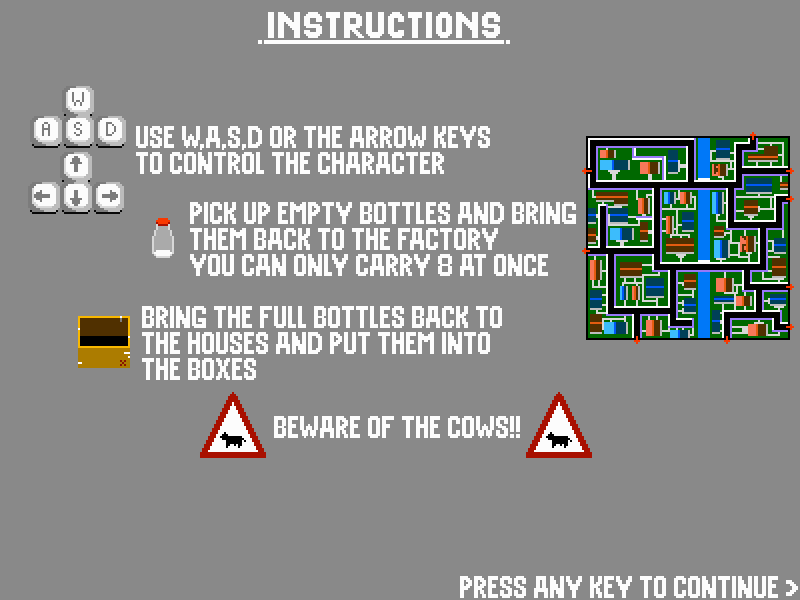 INSTRUCTIONS
W
A S D
USE W,A,S,D OR THE ARROW KEYS
TO CONTROL THE CHARACTER
PICK UP EMPTY BOTTLES AND BRING
THEM BACK TO THE FACTORY
YOU CAN ONLY CARRY 8 AT ONCE
BRING THE FULL BOTTLES BACK TO
THE HOUSES AND PUT THEM INTO
THE BOXES
BEWARE OF THE COWS!!
PRESS ANY KEY TO CONTINUE >